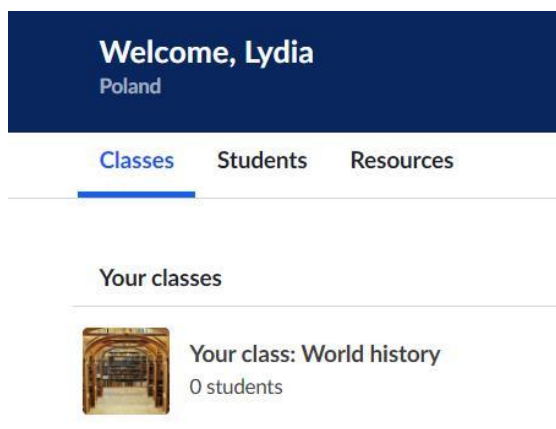 Welcome, Lydia
Poland
Classes Students Resources
Your classes
Your class: World history
0 students